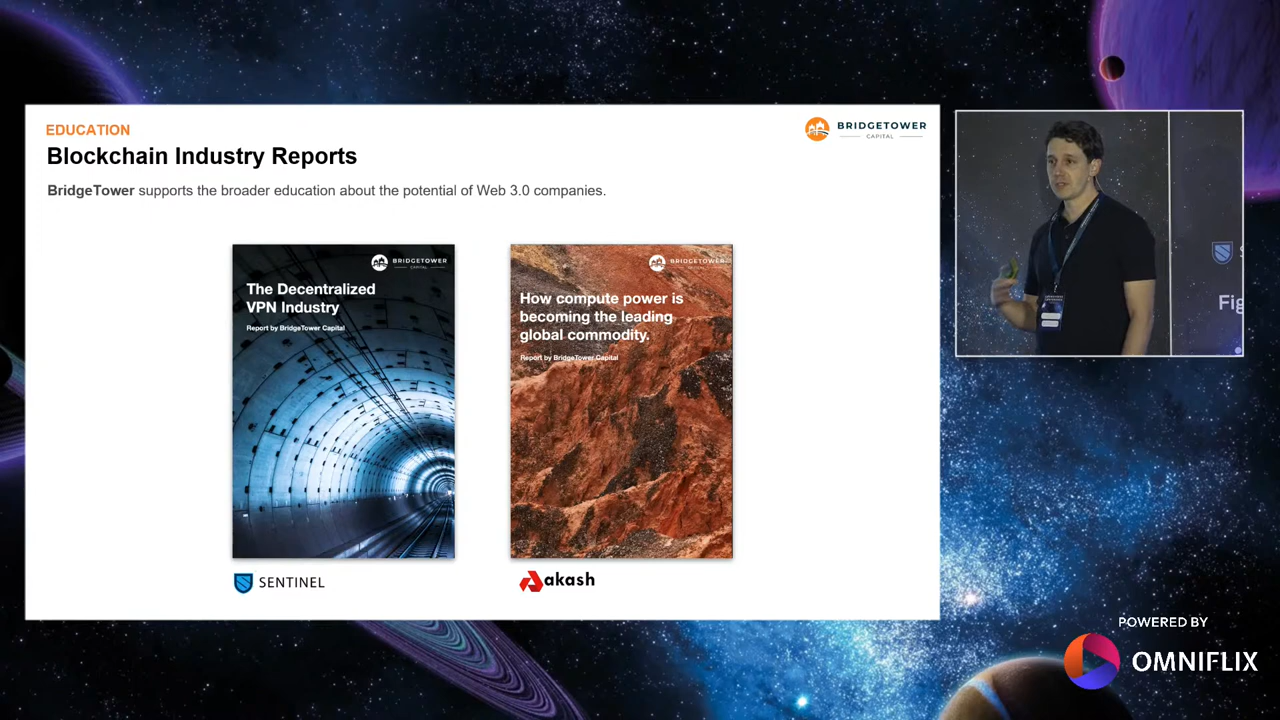 EDUCATION
BRIDGETOWER
CAPITAL
Blockchain Industry Reports
BridgeTower supports the broader education about the potential of Web 3.0 companies.
BRIDGETOWER
CAPITAL
The Decentralized
VPN Industry
Report by BridgeTower Capital
BRIDGETOWER
CAPITAL
How compute power is
becoming the leading
global commodity.
Report by BridgeTower Capital
SENTINEL
akash
Fig
POWERED BY
OMNIFLIX